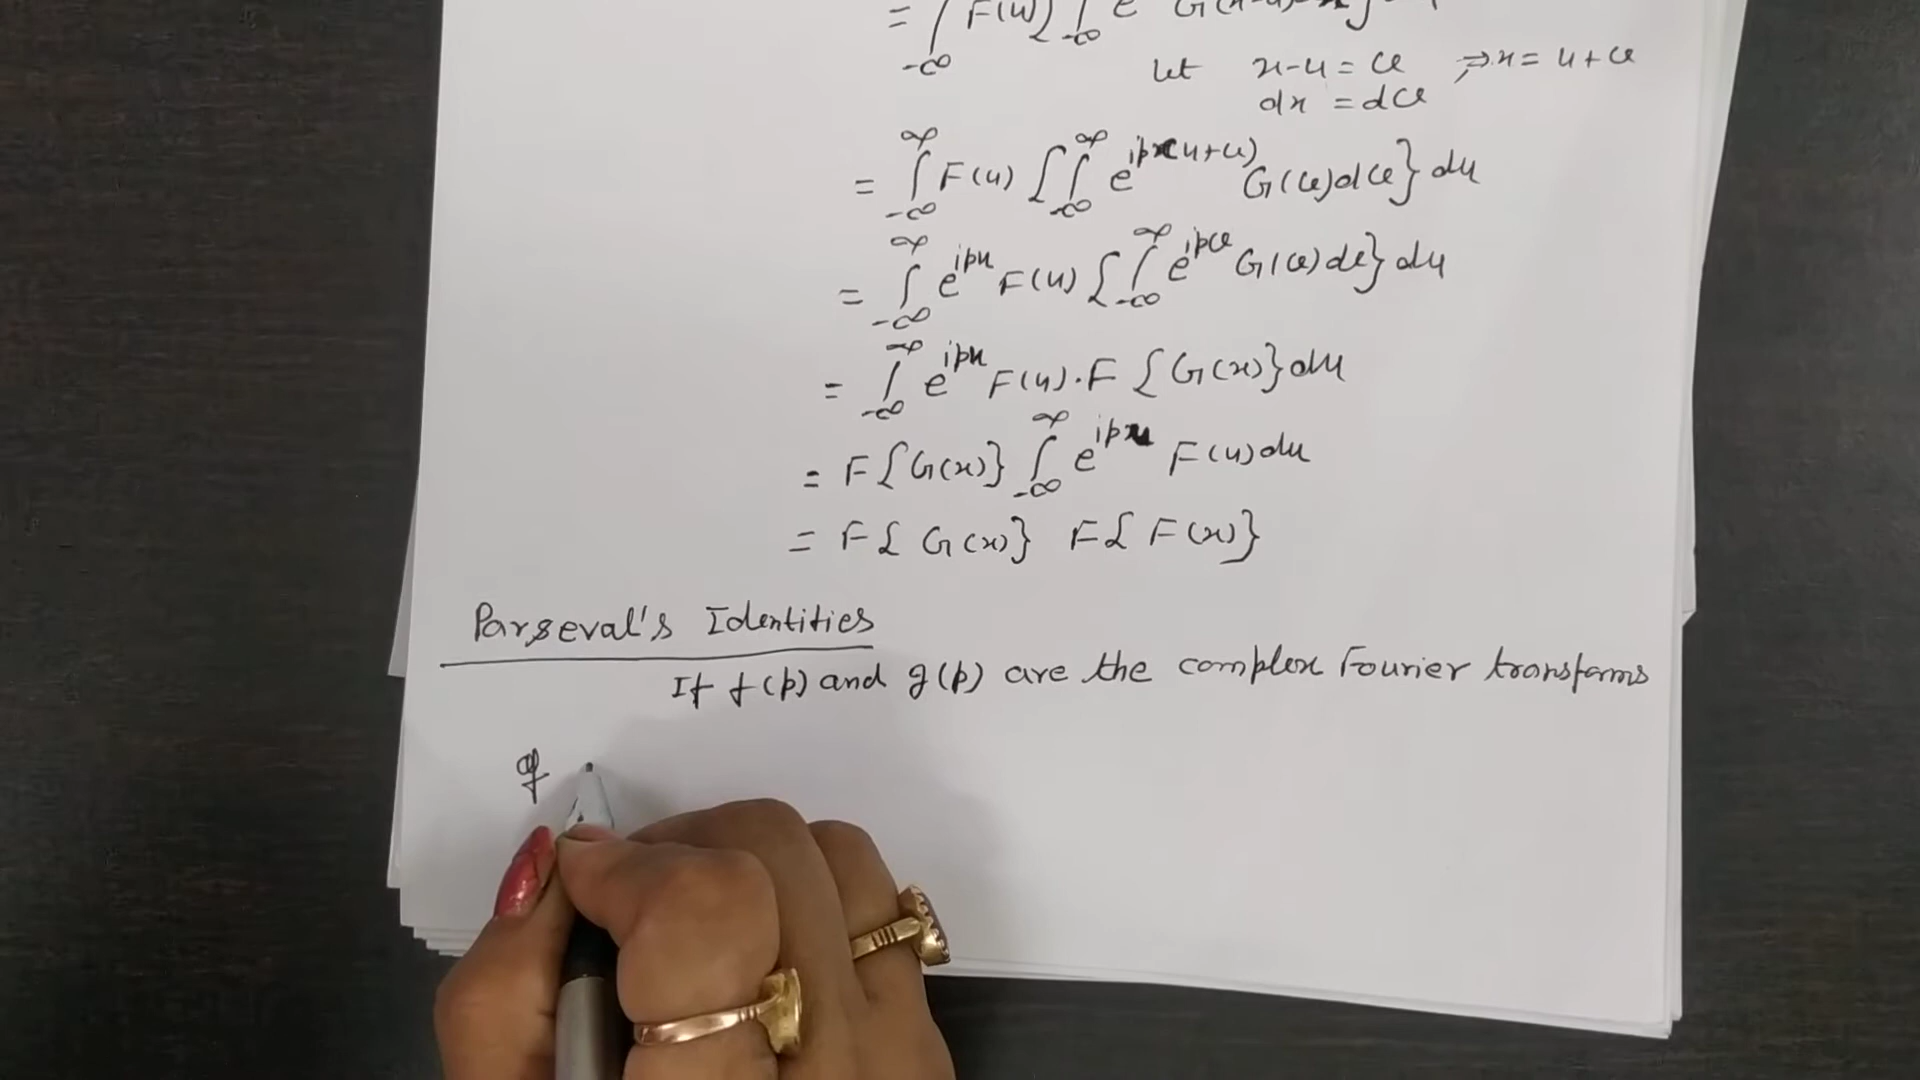 = ∫_{-∞} F(u) { ∫_{-∞} e G(x-u)
Let x-u = v ⇒ x = u+v
dx = dv
= ∫_{-∞}^{∞} F(u) { ∫_{-∞}^{∞} e^{ip(u+v)} G(v)dv} du
= ∫_{-∞}^{∞} e^{ipu} F(u) { ∫_{-∞}^{∞} e^{ipv} G(v) dv} du
= ∫_{-∞}^{∞} e^{ipu} F(u). F {G(x)} du
= F{G(x)} ∫_{-∞}^{∞} e^{ipu} F(u) du
= F{ G(x)} F{ F(x)}
Parseval's Identities
If f(p) and g(p) are the complex Fourier transforms
of